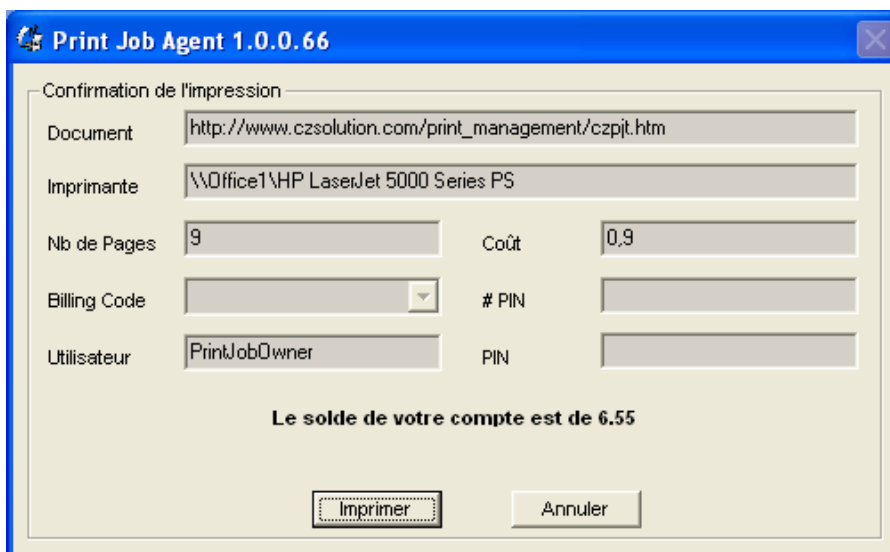 Print Job Agent 1.0.0.66
Confirmation de l'impression
Document http://www.czsolution.com/print_management/czpjt.htm
Imprimante \\Office1\HP LaserJet 5000 Series PS
Nb de Pages 9 Coût 0,9
Billing Code # PIN
Utilisateur PrintJobOwner PIN
Le solde de votre compte est de 6.55
Imprimer Annuler